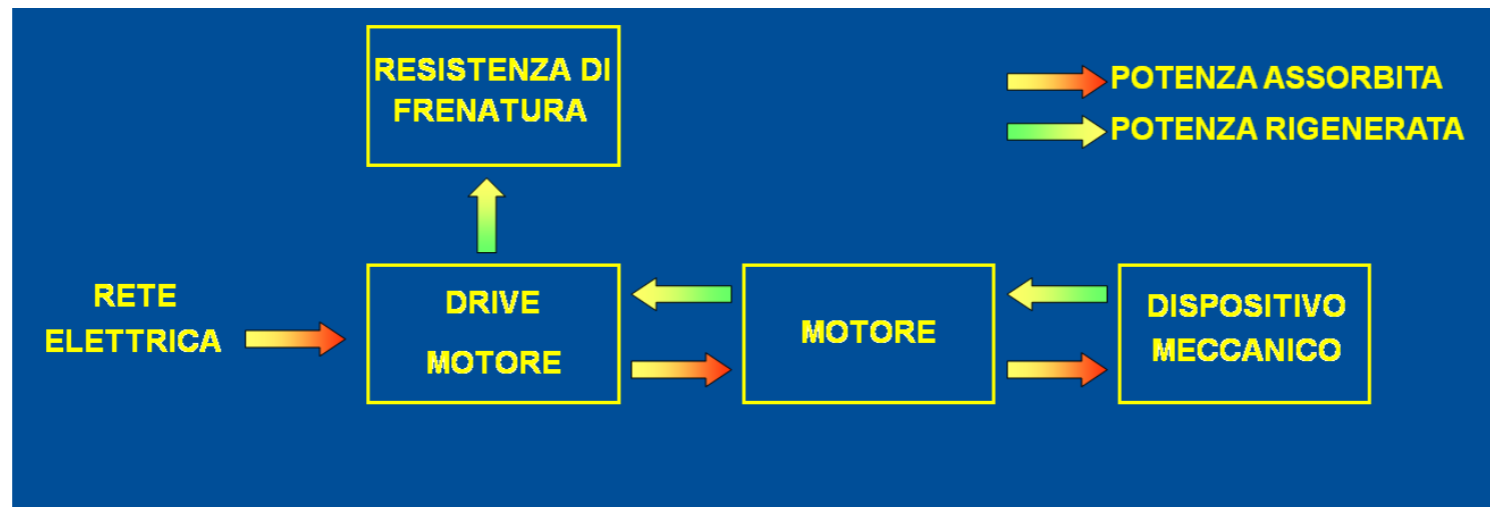 RESISTENZA DI
FRENATURA
POTENZA ASSORBITA
POTENZA RIGENERATA
RETE
ELETTRICA
DRIVE
MOTORE
MOTORE
DISPOSITIVO
MECCANICO